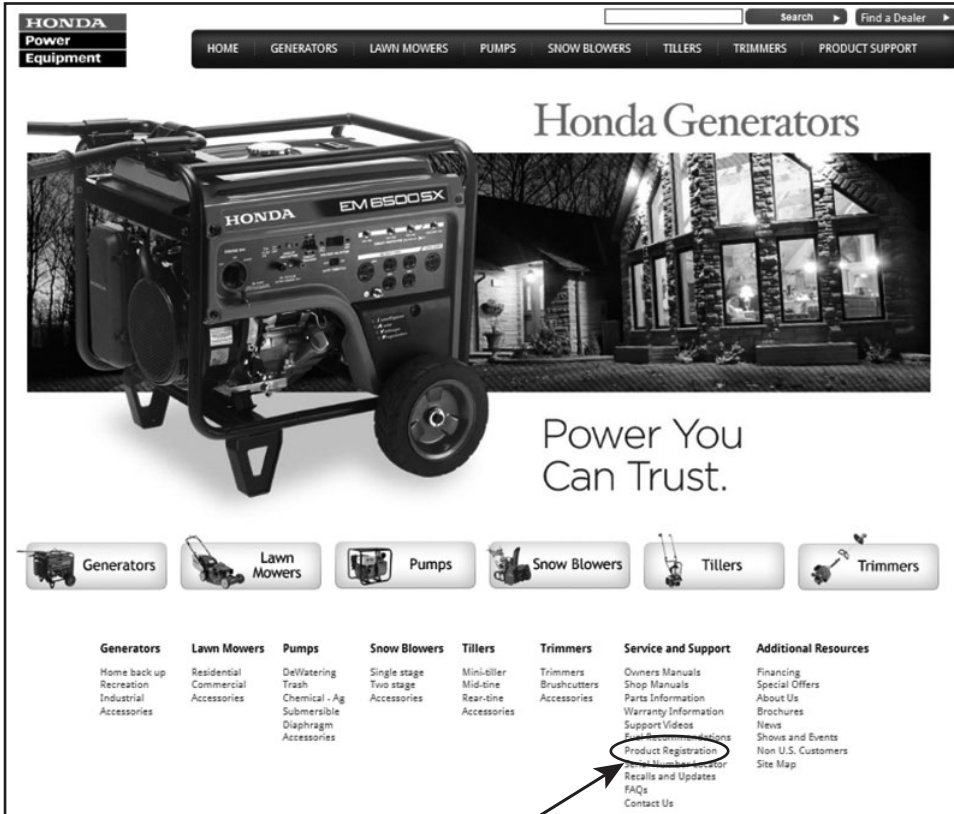 HONDA
Power
Equipment
Search
Find a Dealer
HOME GENERATORS LAWN MOWERS PUMPS SNOW BLOWERS TILLERS TRIMMERS PRODUCT SUPPORT
Honda Generators
HONDA EM6500SX
Power You
Can Trust.
Generators
Lawn
Mowers
Pumps
Snow Blowers
Tillers
Trimmers
Generators
Home back up
Recreation
Industrial
Accessories
Lawn Mowers
Residential
Commercial
Accessories
Pumps
DeWatering
Trash
Chemical - Ag
Submersible
Diaphragm
Accessories
Snow Blowers
Single stage
Two stage
Accessories
Tillers
Mini-tiller
Mid-tine
Rear-tine
Accessories
Trimmers
Trimmers
Brushcutters
Accessories
Service and Support
Owners Manuals
Shop Manuals
Parts Information
Warranty Information
Support Videos
Fuel Recommendations
Product Registration
Serial Number Locator
Recalls and Updates
FAQs
Contact Us
Additional Resources
Financing
Special Offers
About Us
Brochures
News
Shows and Events
Non U.S. Customers
Site Map